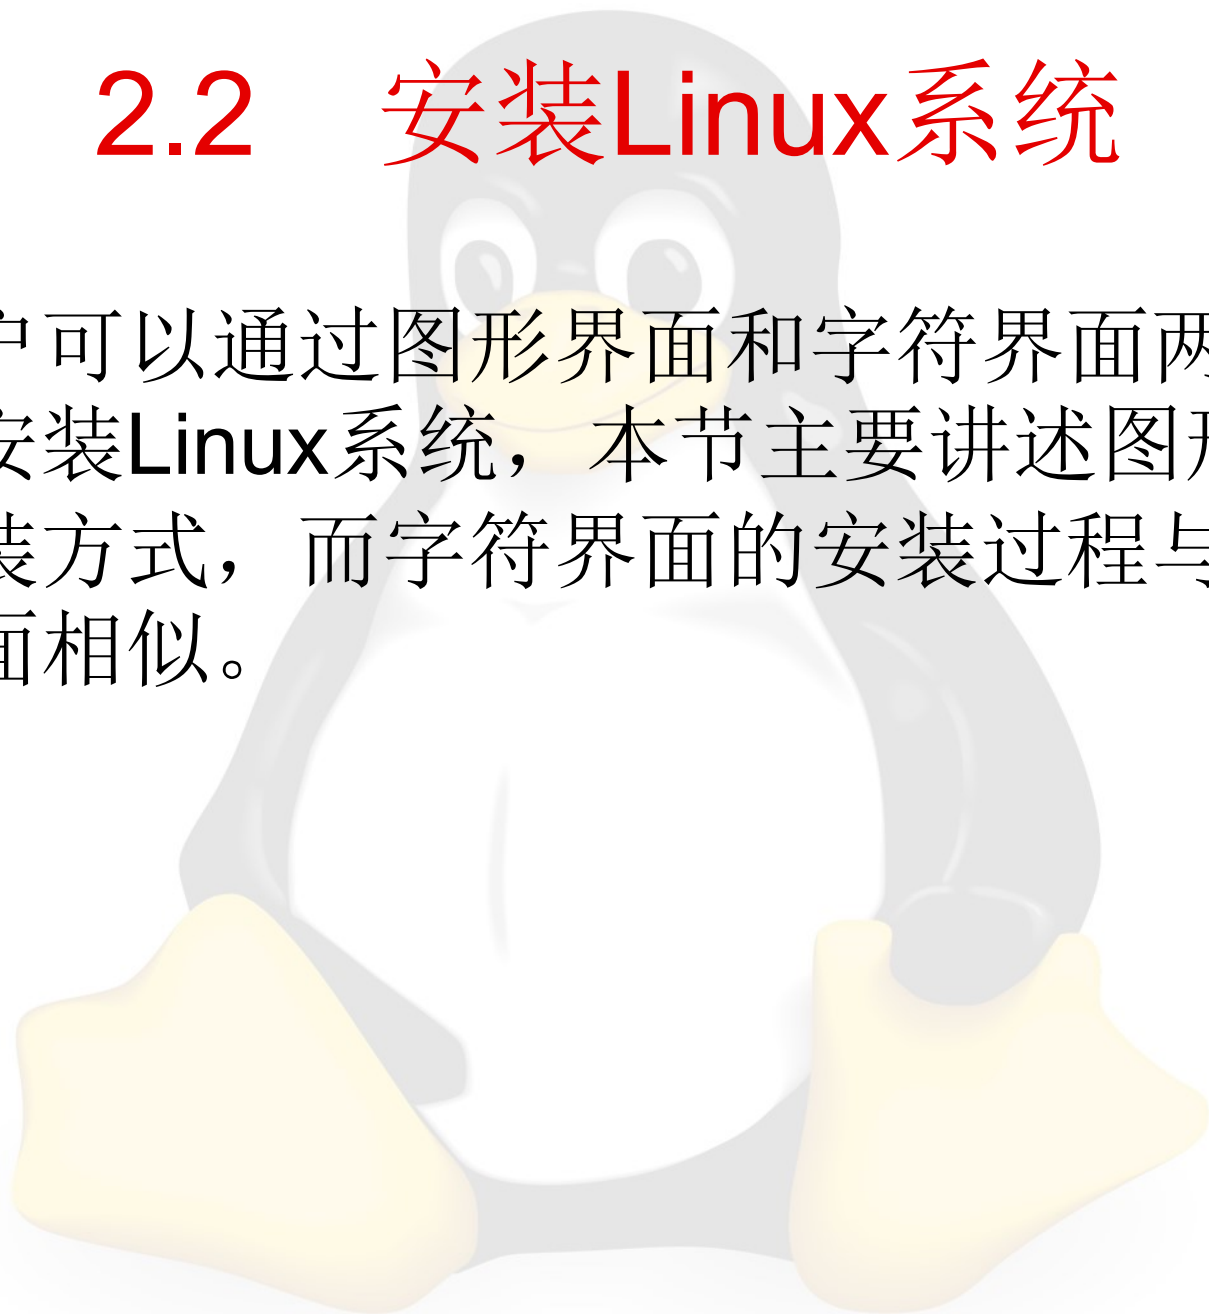 2.2 安装Linux系统
户可以通过图形界面和字符界面两
安装Linux系统，本节主要讲述图形
装方式，而字符界面的安装过程与
面相似。